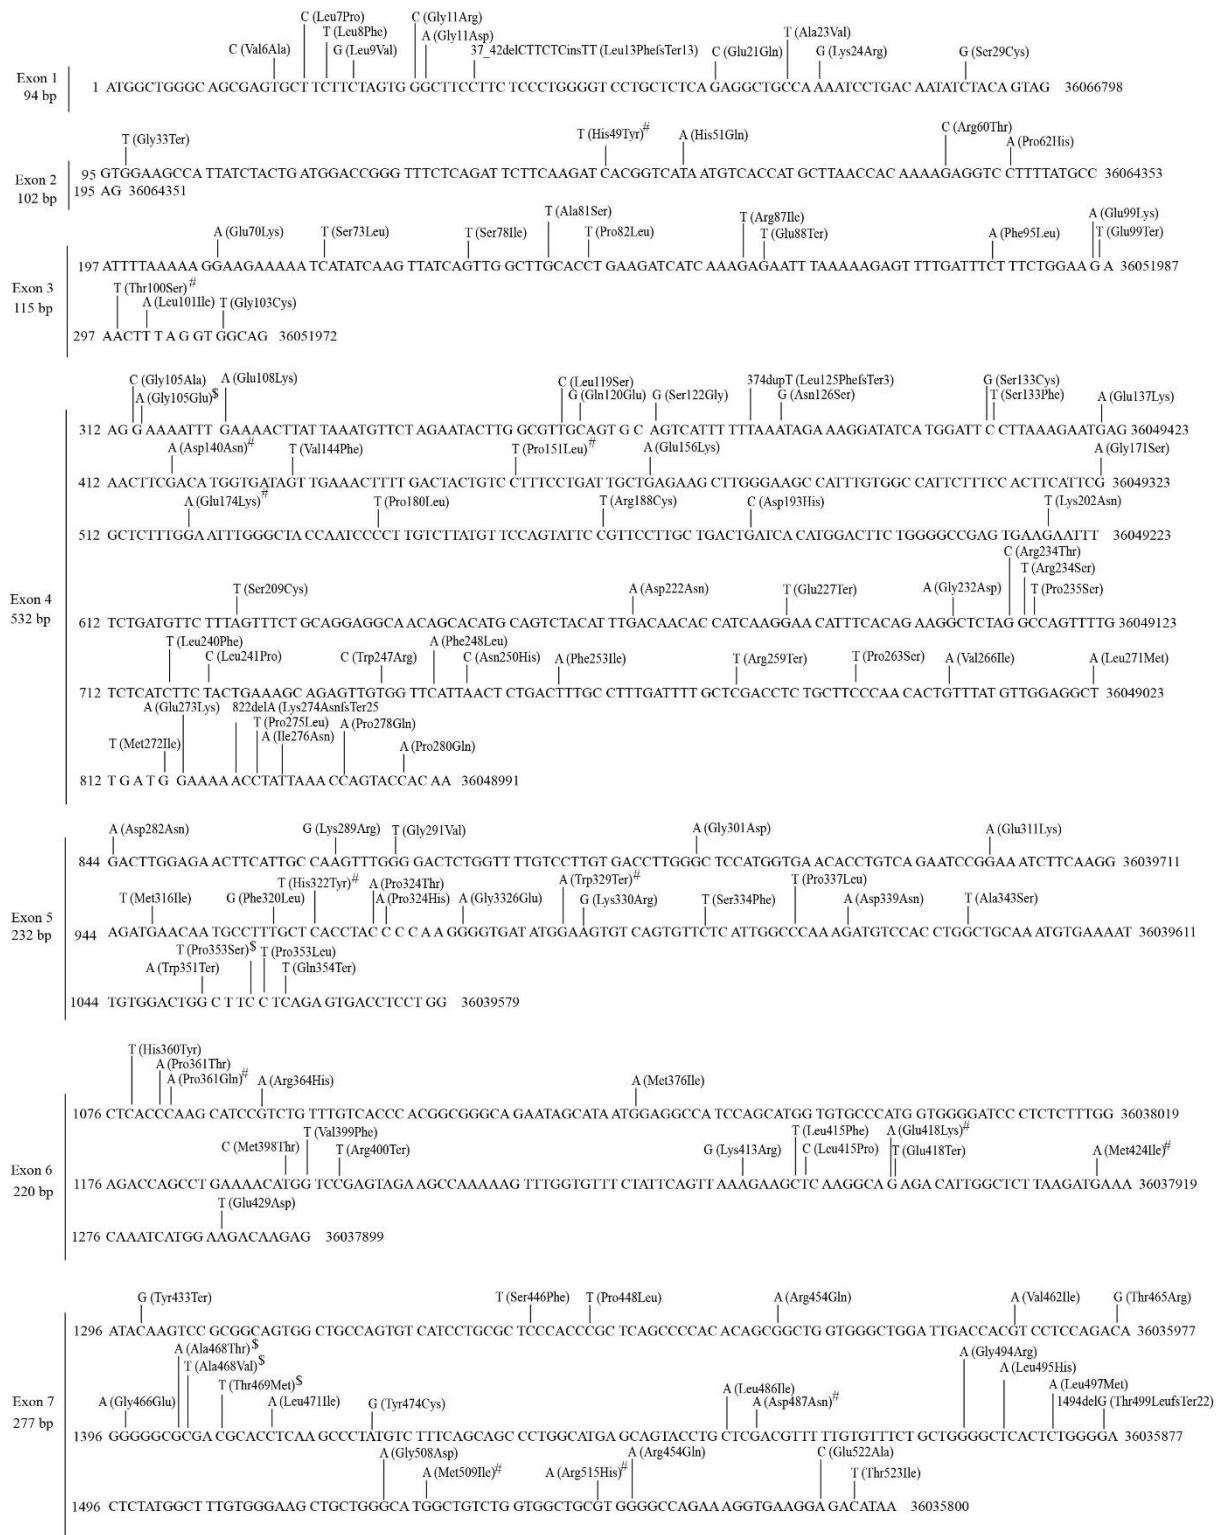 C (Leu7Pro) C (Gly11Arg)
T (Leu8Phe) A (Gly11Asp) T (Ala23Val)
C (Val6Ala) G (Leu9Val) 37_42delCTTCTCinsTT (Leu13PhefsTer13) C (Glu21Gln) G (Lys24Arg) G (Ser29Cys)
Exon 1
94 bp
1 ATGGCTGGGC AGCGAGTGCT TCTTCTAGTG GGCTTCCTTC TCCCTGGGGT CCTGCTCTCA GAGGCTGCCA AAATCCTGAC AATATCTACA GTAG 36066798
T (Gly33Ter) T (His49Tyr)# A (His51Gln) C (Arg60Thr) A (Pro62His)
Exon 2
102 bp
95 GTGGAAGCCA TTATCTACTG ATGGACCGGG TTTCTCAGAT TCTTCAAGAT CACGGTCATA ATGTCACCAT GCTTAACCAC AAAAGAGGTC CTTTTATGCC 36064353
195 AG 36064351
A (Glu70Lys) T (Ser73Leu) T (Ser78Ile) T (Ala81Ser) T (Pro82Leu) T (Arg87Ile) T (Glu88Ter) A (Phe95Leu) A (Glu99Lys) T (Glu99Ter)
Exon 3
115 bp
197 ATTTTAAAAA GGAAGAAAAA TCATATCAAG TTATCAGTTG GCTTGCACCT GAAGATCATC AAAGAGAATT TAAAAAGAGT TTTGATTTCT TTCTGGAAGA 36051987
T (Thr100Ser)# A (Leu101Ile) T (Gly103Cys)
297 AACTTTAGGT GGCAG 36051972
C (Gly105Ala) A (Gly105Glu)$ A (Glu108Lys) C (Leu119Ser) G (Gln120Glu) G (Ser122Gly) 374dupT (Leu125PhefsTer3) G (Asn126Ser) G (Ser133Cys) T (Ser133Phe) A (Glu137Lys)
Exon 4
532 bp
312 AGGAAAATTT GAAAACTTAT TAAATGTTCT AGAATACTTG GCGTTGCAGT GCAGTCATTT TTTAAATAGA AAGGATATCA TGGATTCCTT AAAGAATGAG 36049423
A (Asp140Asn)# T (Val144Phe) T (Pro151Leu)# A (Glu156Lys) A (Gly171Ser)
412 AACTTCGACA TGGTGATAGT TGAAACTTTT GACTACTGTC CTTTCCTGAT TGCTGAGAAG CTTGGGAAGC CATTTGTGGC CATTCTTTCC ACTTCATTCG 36049323
A (Glu174Lys)# T (Pro180Leu) T (Arg188Cys) C (Asp193His) T (Lys202Asn)
512 GCTCTTTGGA ATTTGGGCTA CCAATCCCCT TGTCTTATGT TCCAGTATTC CGTTCCTTGC TGACTGATCA CATGGACTTC TGGGGCCGAG TGAAGAATTT 36049223
T (Ser209Cys) A (Asp222Asn) T (Glu227Ter) A (Gly232Asp) C (Arg234Thr) T (Arg234Ser) T (Pro235Ser)
612 TCTGATGTTC TTTAGTTTCT GCAGGAGGCA ACAGCACATG CAGTCTACAT TTGACAACAC CATCAAGGAA CATTTCACAG AAGGCTCTAG GCCAGTTTTG 36049123
T (Leu240Phe) C (Leu241Pro) C (Trp247Arg) A (Phe248Leu) C (Asn250His) A (Phe253Ile) T (Arg259Ter) T (Pro263Ser) A (Val266Ile) A (Leu271Met)
712 TCTCATCTTC TACTGAAAGC AGAGTTGTGG TTCATTAACT CTGACTTTGC CTTTGATTTT GCTCGACCTC TGCTTCCCAA CACTGTTTAT GTTGGAGGCT 36049023
A (Glu273Lys) 822delA (Lys274AsnfsTer25
T (Met272Ile) T (Pro275Leu) A (Ile276Asn) A (Pro278Gln) A (Pro280Gln)
812 TGATGGAAAA ACCTATTAAA CCAGTACCAC AA 36048991
A (Asp282Asn) G (Lys289Arg) T (Gly291Val) A (Gly301Asp) A (Glu311Lys)
Exon 5
232 bp
844 GACTTGGAGA ACTTCATTGC CAAGTTTGGG GACTCTGGTT TTGTCCTTGT GACCTTGGGC TCCATGGTGA ACACCTGTCA GAATCCGGAA ATCTTCAAGG 36039711
T (Met316Ile) G (Phe320Leu) T (His322Tyr)# A (Pro324Thr) A (Pro324His) A (Gly3326Glu) A (Trp329Ter)# G (Lys330Arg) T (Ser334Phe) T (Pro337Leu) A (Asp339Asn) T (Ala343Ser)
944 AGATGAACAA TGCCTTTGCT CACCTACCCC AAGGGGTGAT ATGGAAGTGT CAGTGTTCTC ATTGGCCCAA AGATGTCCAC CTGGCTGCAA ATGTGAAAAT 36039611
A (Trp351Ter) T (Pro353Ser)$ T (Pro353Leu) T (Gln354Ter)
1044 TGTGGACTGG CTTCCTCAGA GTGACCTCCT GG 36039579
T (His360Tyr) A (Pro361Thr) A (Pro361Gln)# A (Arg364His) A (Met376Ile)
Exon 6
220 bp
1076 CTCACCCAAG CATCCGTCTG TTTGTCACCC ACGGCGGGCA GAATAGCATA ATGGAGGCCA TCCAGCATGG TGTGCCCATG GTGGGGATCC CTCTCTTTGG 36038019
C (Met398Thr) T (Val399Phe) T (Arg400Ter) G (Lys413Arg) T (Leu415Phe) C (Leu415Pro) A (Glu418Lys)# T (Glu418Ter) A (Met424Ile)#
1176 AGACCAGCCT GAAAACATGG TCCGAGTAGA AGCCAAAAAG TTTGGTGTTT CTATTCAGTT AAAGAAGCTC AAGGCAGAGA CATTGGCTCT TAAGATGAAA 36037919
T (Glu429Asp)
1276 CAAATCATGG AAGACAAGAG 36037899
G (Tyr433Ter) T (Ser446Phe) T (Pro448Leu) A (Arg454Gln) A (Val462Ile) G (Thr465Arg)
Exon 7
277 bp
1296 ATACAAGTCC GCGGCAGTGG CTGCCAGTGT CATCCTGCGC TCCCACCCGC TCAGCCCCAC ACAGCGGCTG GTGGGCTGGA TTGACCACGT CCTCCAGACA 36035977
A (Gly466Glu) A (Ala468Thr)$ T (Ala468Val)$ T (Thr469Met)$ A (Leu471Ile) G (Tyr474Cys) A (Leu486Ile) A (Asp487Asn)# A (Gly494Arg) A (Leu495His) A (Leu497Met) 1494delG (Thr499LeufsTer22)
1396 GGGGGCGCGA CGCACCTCAA GCCCTATGTC TTTCAGCAGC CCTGGCATGA GCAGTACCTG CTCGACGTTT TTGTGTTTCT GCTGGGGCTC ACTCTGGGGA 36035877
A (Gly508Asp) A (Met509Ile)# A (Arg515His)# A (Arg454Gln) C (Glu522Ala) T (Thr523Ile)
1496 CTCTATGGCT TTGTGGGAAG CTGCTGGGCA TGGCTGTCTG GTGGCTGCGT GGGGCCAGAA AGGTGAAGGA GACATAA 36035800